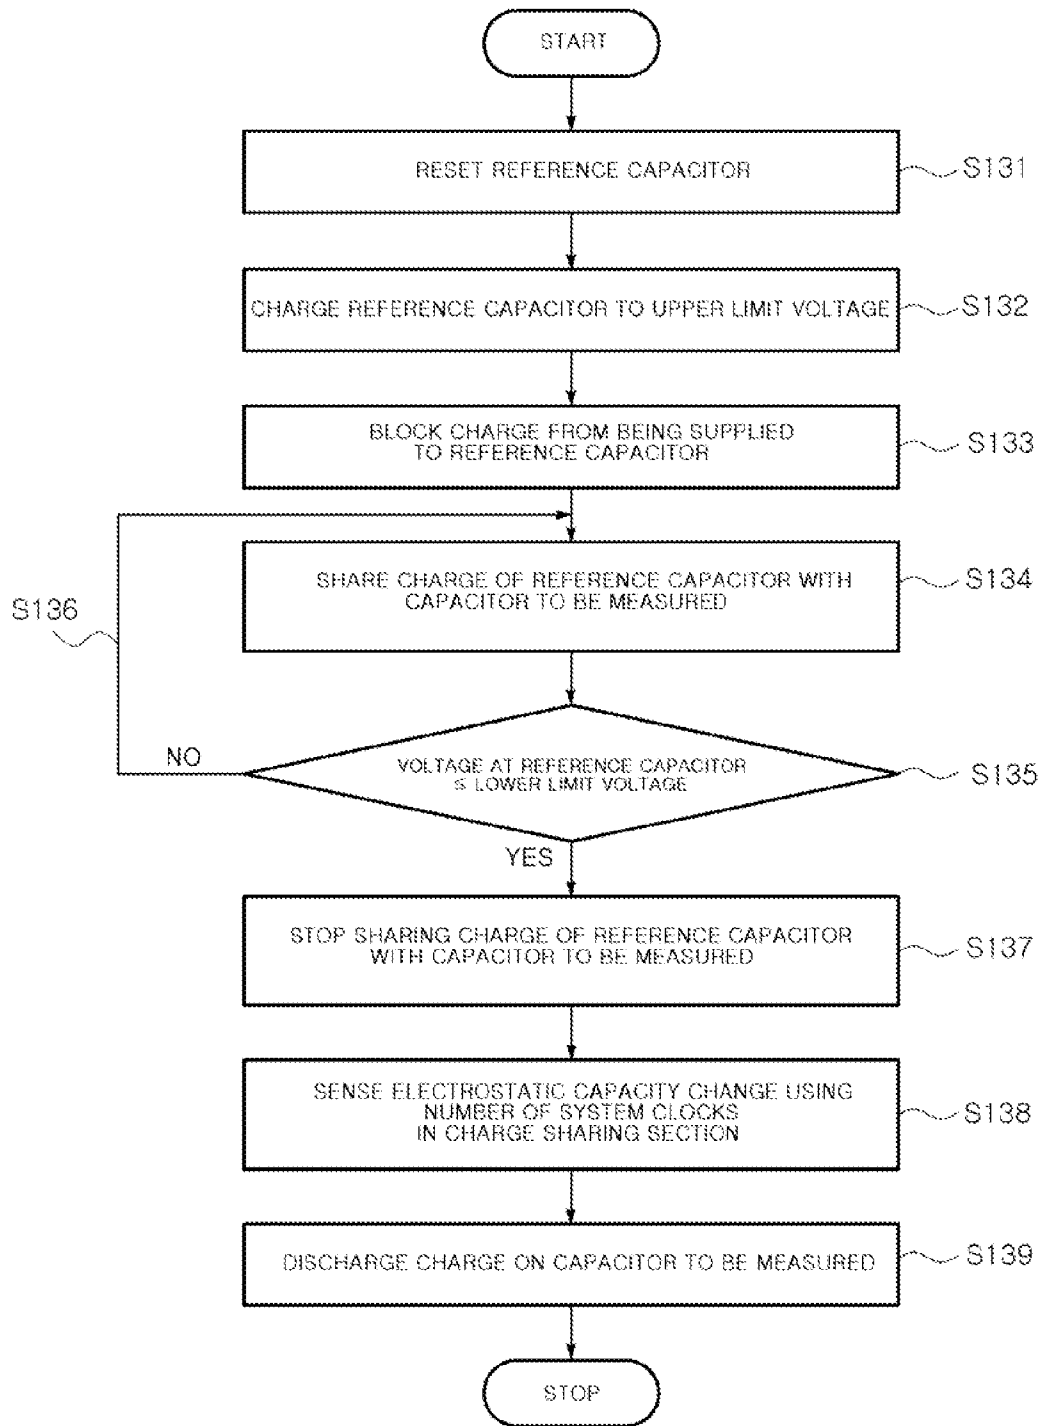 START
RESET REFERENCE CAPACITOR
S131
CHARGE REFERENCE CAPACITOR TO UPPER LIMIT VOLTAGE
S132
BLOCK CHARGE FROM BEING SUPPLIED
TO REFERENCE CAPACITOR
S133
SHARE CHARGE OF REFERENCE CAPACITOR WITH
CAPACITOR TO BE MEASURED
S134
S136
NO
VOLTAGE AT REFERENCE CAPACITOR
≤ LOWER LIMIT VOLTAGE
S135
YES
STOP SHARING CHARGE OF REFERENCE CAPACITOR
WITH CAPACITOR TO BE MEASURED
S137
SENSE ELECTROSTATIC CAPACITY CHANGE USING
NUMBER OF SYSTEM CLOCKS
IN CHARGE SHARING SECTION
S138
DISCHARGE CHARGE ON CAPACITOR TO BE MEASURED
S139
STOP